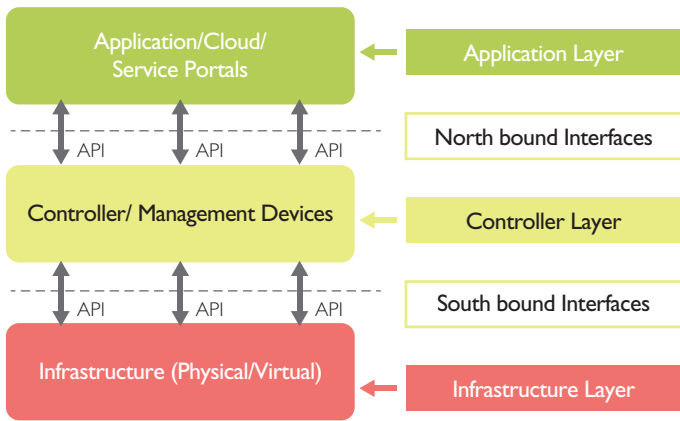 Application/Cloud/
Service Portals
Application Layer
API API API
North bound Interfaces
Controller/ Management Devices
Controller Layer
API API API
South bound Interfaces
Infrastructure (Physical/Virtual)
Infrastructure Layer